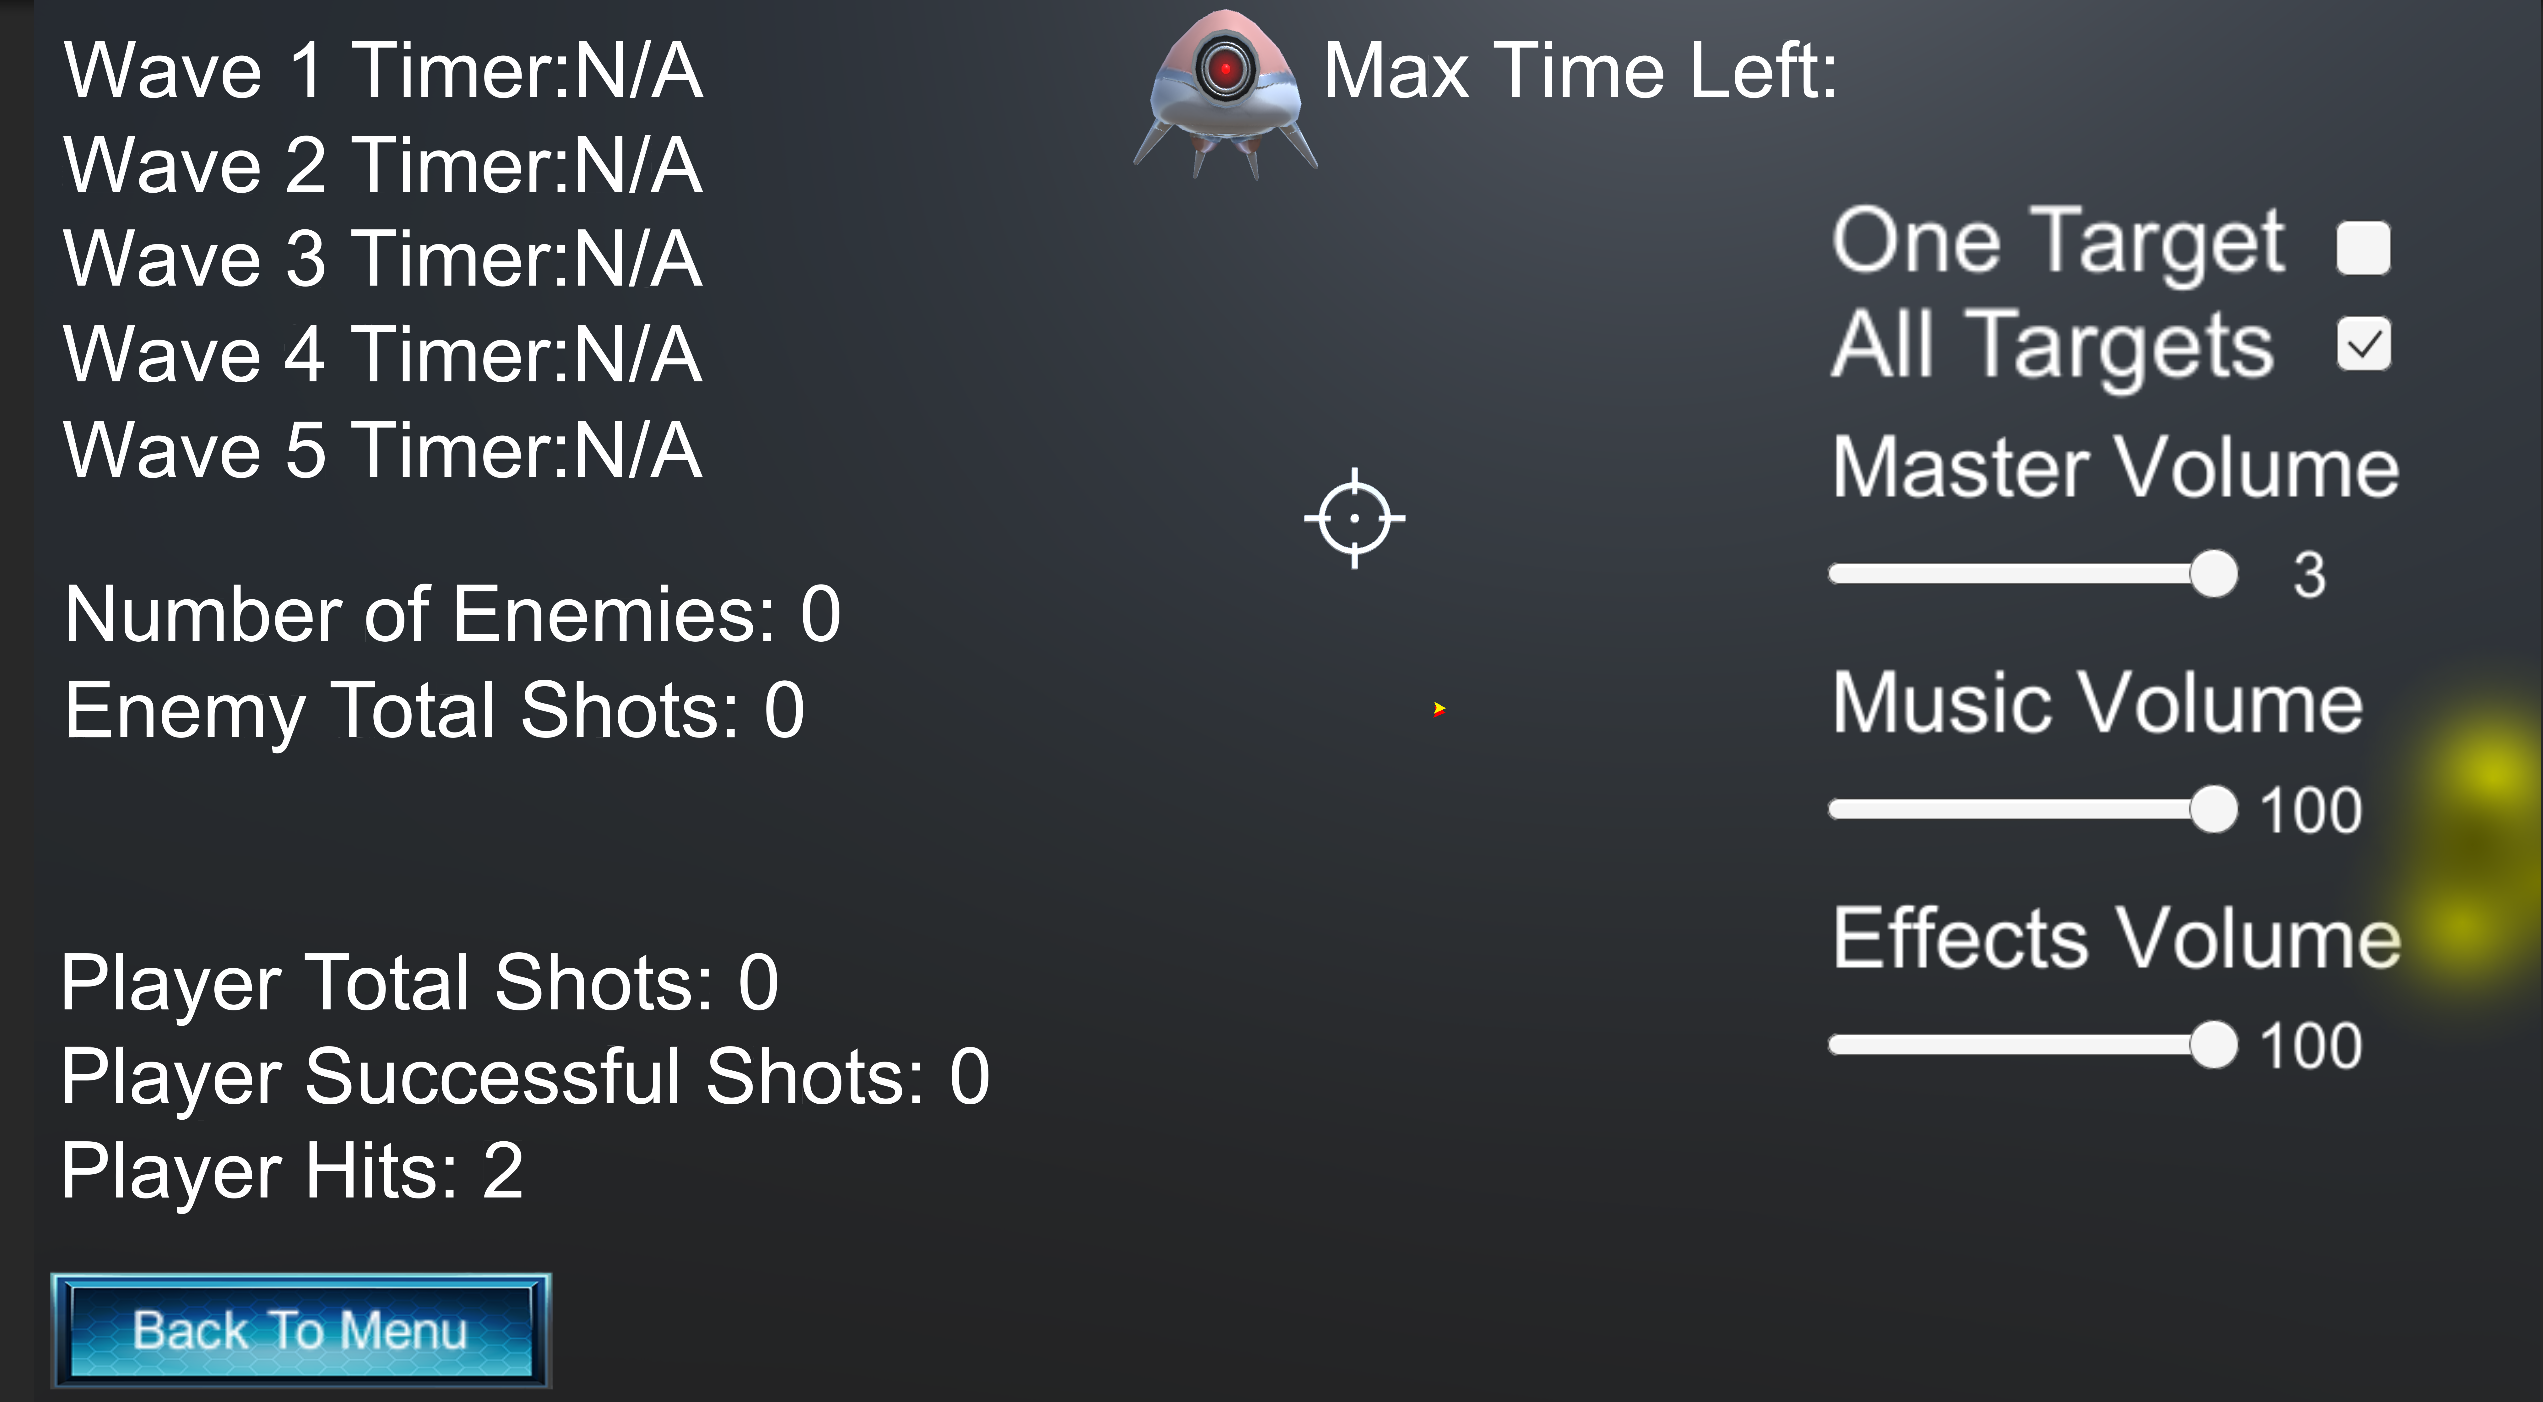 Wave 1 Timer:N/A
Wave 2 Timer:N/A
Wave 3 Timer:N/A
Wave 4 Timer:N/A
Wave 5 Timer:N/A
Number of Enemies: 0
Enemy Total Shots: 0
Player Total Shots: 0
Player Successful Shots: 0
Player Hits: 2
Back To Menu
Max Time Left:
One Target
All Targets
Master Volume
3
Music Volume
100
Effects Volume
100